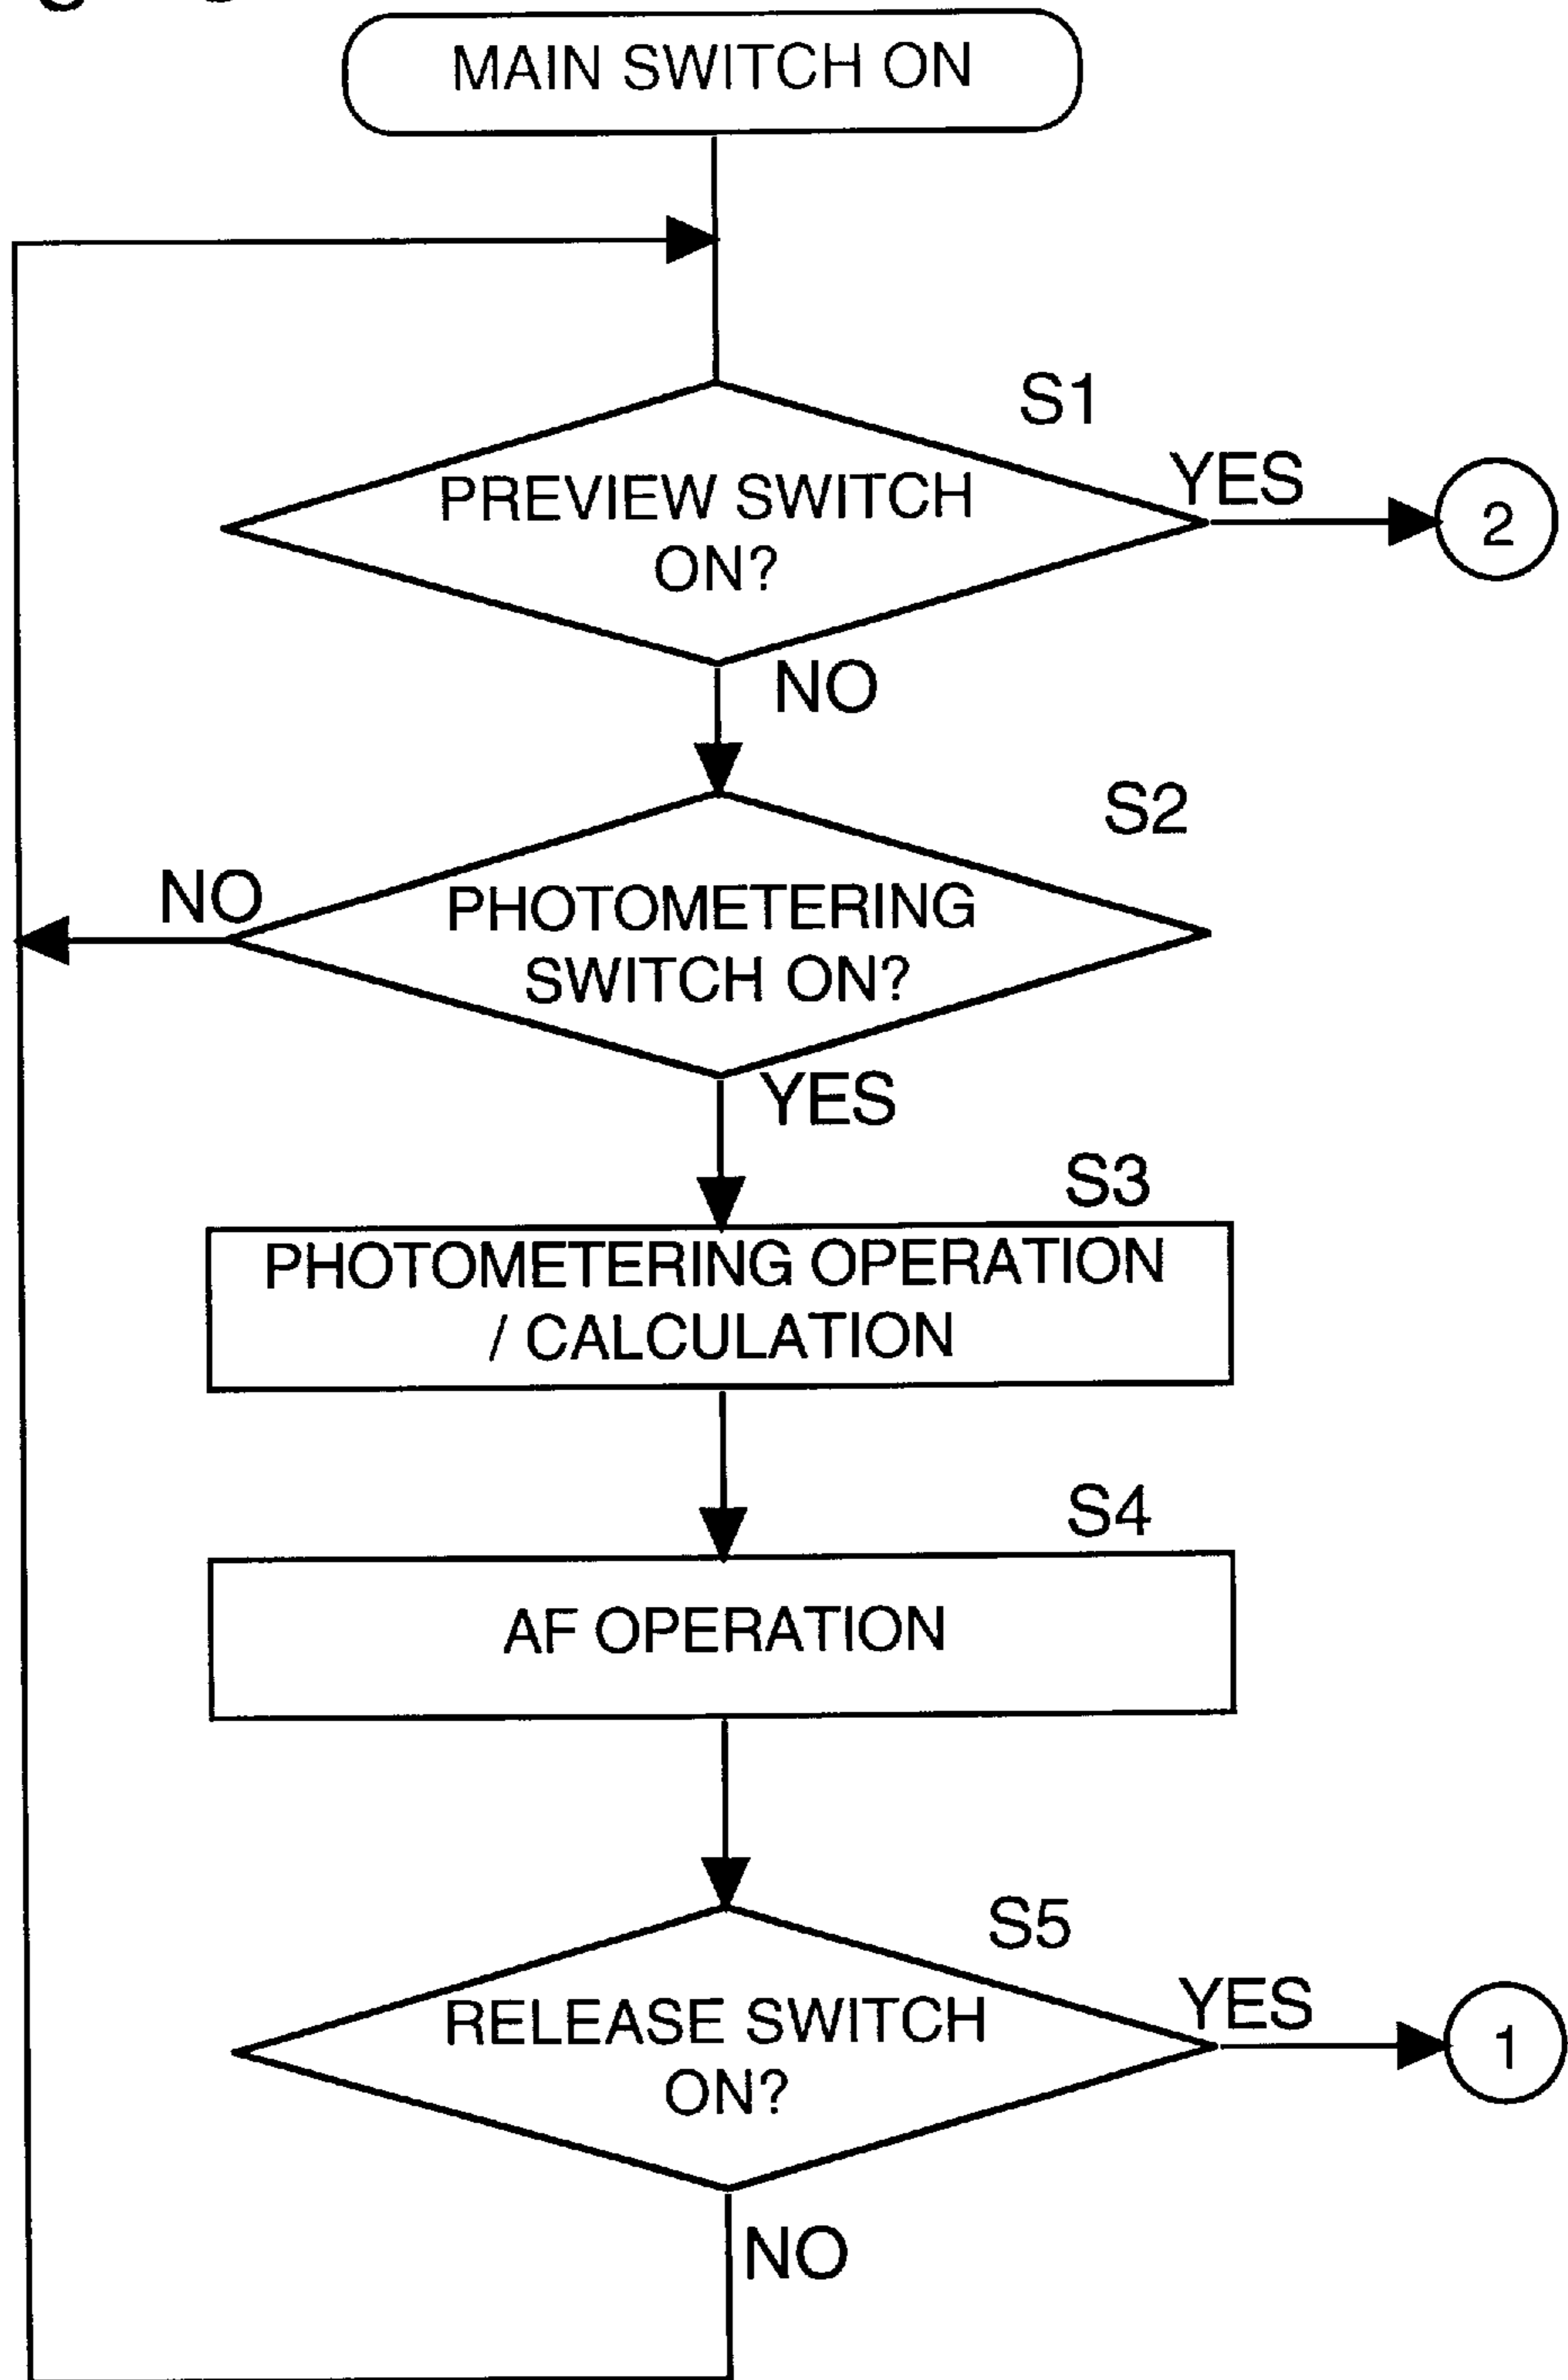 MAIN SWITCH ON
S1
PREVIEW SWITCH
ON?
YES
2
NO
S2
NO
PHOTOMETERING
SWITCH ON?
YES
S3
PHOTOMETERING OPERATION
/ CALCULATION
S4
AF OPERATION
S5
RELEASE SWITCH
ON?
YES
1
NO